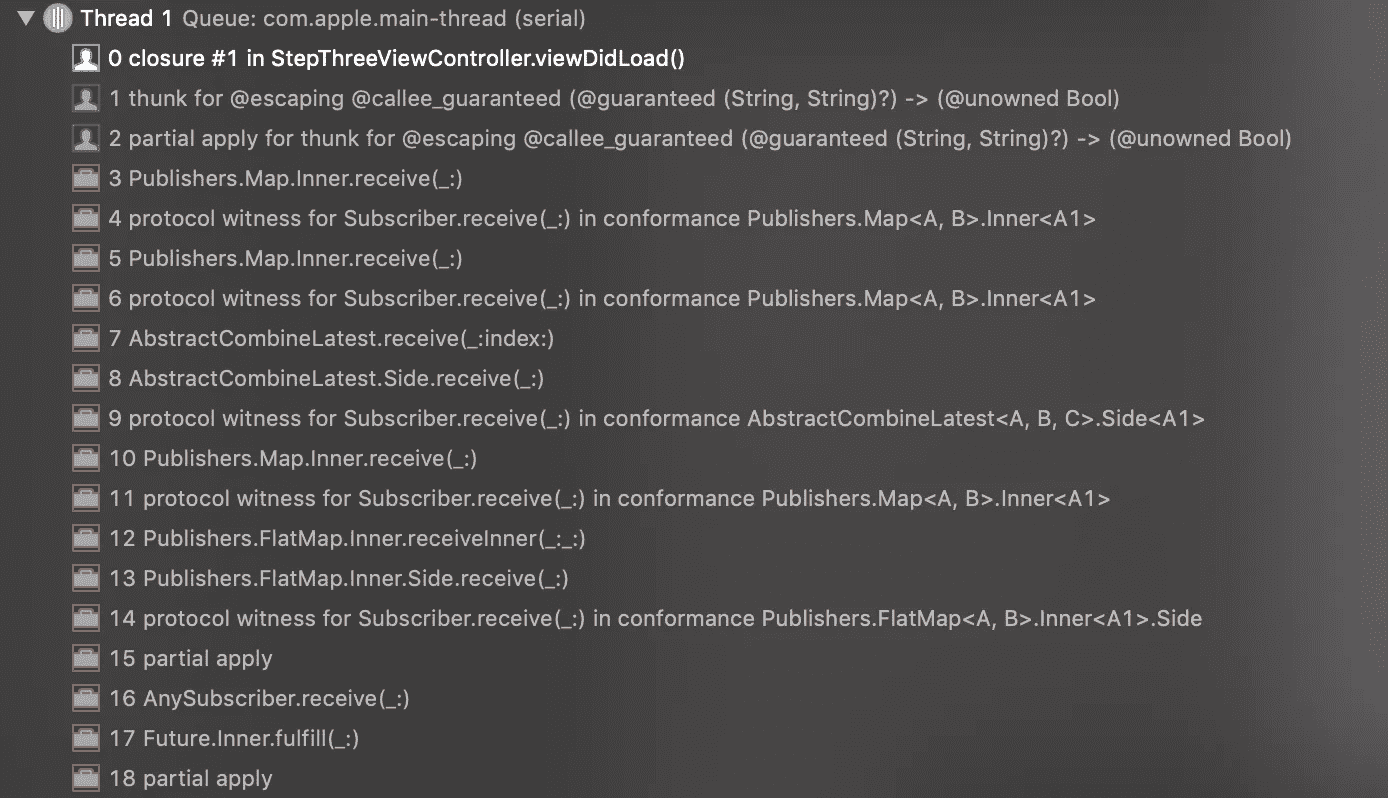 Thread 1 Queue: com.apple.main-thread (serial)
0 closure #1 in StepThreeViewController.viewDidLoad()
1 thunk for @escaping @callee_guaranteed (@guaranteed (String, String)?) -> (@unowned Bool)
2 partial apply for thunk for @escaping @callee_guaranteed (@guaranteed (String, String)?) -> (@unowned Bool)
3 Publishers.Map.Inner.receive(_:)
4 protocol witness for Subscriber.receive(_:) in conformance Publishers.Map<A, B>.Inner<A1>
5 Publishers.Map.Inner.receive(_:)
6 protocol witness for Subscriber.receive(_:) in conformance Publishers.Map<A, B>.Inner<A1>
7 AbstractCombineLatest.receive(_:index:)
8 AbstractCombineLatest.Side.receive(_:)
9 protocol witness for Subscriber.receive(_:) in conformance AbstractCombineLatest<A, B, C>.Side<A1>
10 Publishers.Map.Inner.receive(_:)
11 protocol witness for Subscriber.receive(_:) in conformance Publishers.Map<A, B>.Inner<A1>
12 Publishers.FlatMap.Inner.receiveInner(_:_:)
13 Publishers.FlatMap.Inner.Side.receive(_:)
14 protocol witness for Subscriber.receive(_:) in conformance Publishers.FlatMap<A, B>.Inner<A1>.Side
15 partial apply
16 AnySubscriber.receive(_:)
17 Future.Inner.fulfill(_:)
18 partial apply